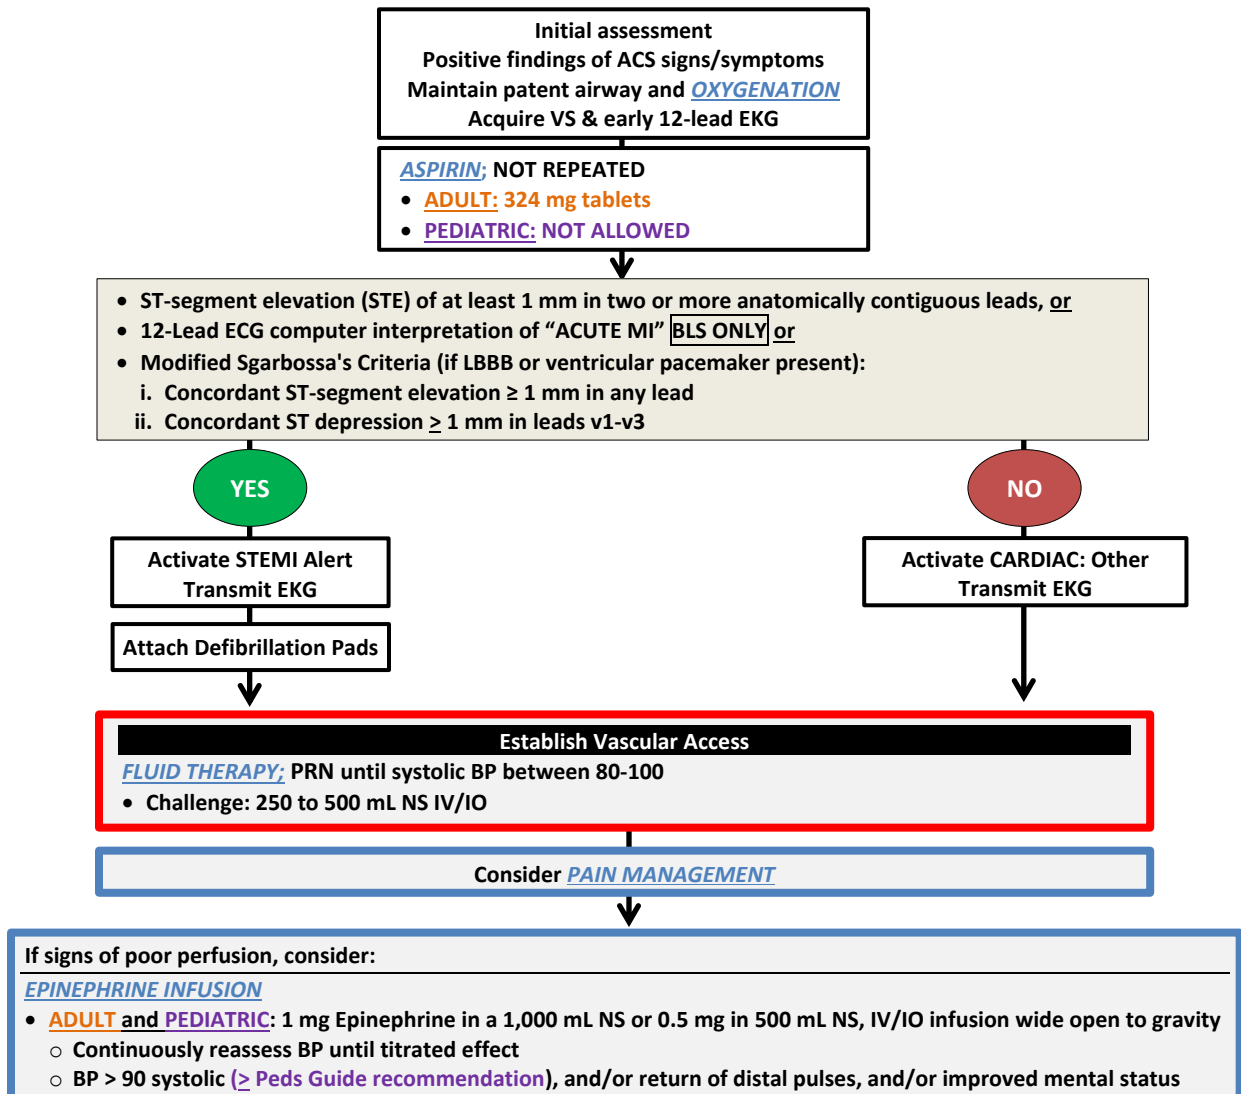 Initial assessment
Positive findings of ACS signs/symptoms
Maintain patent airway and OXYGENATION
Acquire VS & early 12-lead EKG
ASPIRIN; NOT REPEATED
• ADULT: 324 mg tablets
• PEDIATRIC: NOT ALLOWED
• ST-segment elevation (STE) of at least 1 mm in two or more anatomically contiguous leads, or
• 12-Lead ECG computer interpretation of “ACUTE MI” BLS ONLY or
• Modified Sgarbossa's Criteria (if LBBB or ventricular pacemaker present):
i. Concordant ST-segment elevation ≥ 1 mm in any lead
ii. Concordant ST depression > 1 mm in leads v1-v3
YES
NO
Activate STEMI Alert
Transmit EKG
Activate CARDIAC: Other
Transmit EKG
Attach Defibrillation Pads
Establish Vascular Access
FLUID THERAPY; PRN until systolic BP between 80-100
• Challenge: 250 to 500 mL NS IV/IO
Consider PAIN MANAGEMENT
If signs of poor perfusion, consider:
EPINEPHRINE INFUSION
• ADULT and PEDIATRIC: 1 mg Epinephrine in a 1,000 mL NS or 0.5 mg in 500 mL NS, IV/IO infusion wide open to gravity
○ Continuously reassess BP until titrated effect
○ BP > 90 systolic (> Peds Guide recommendation), and/or return of distal pulses, and/or improved mental status